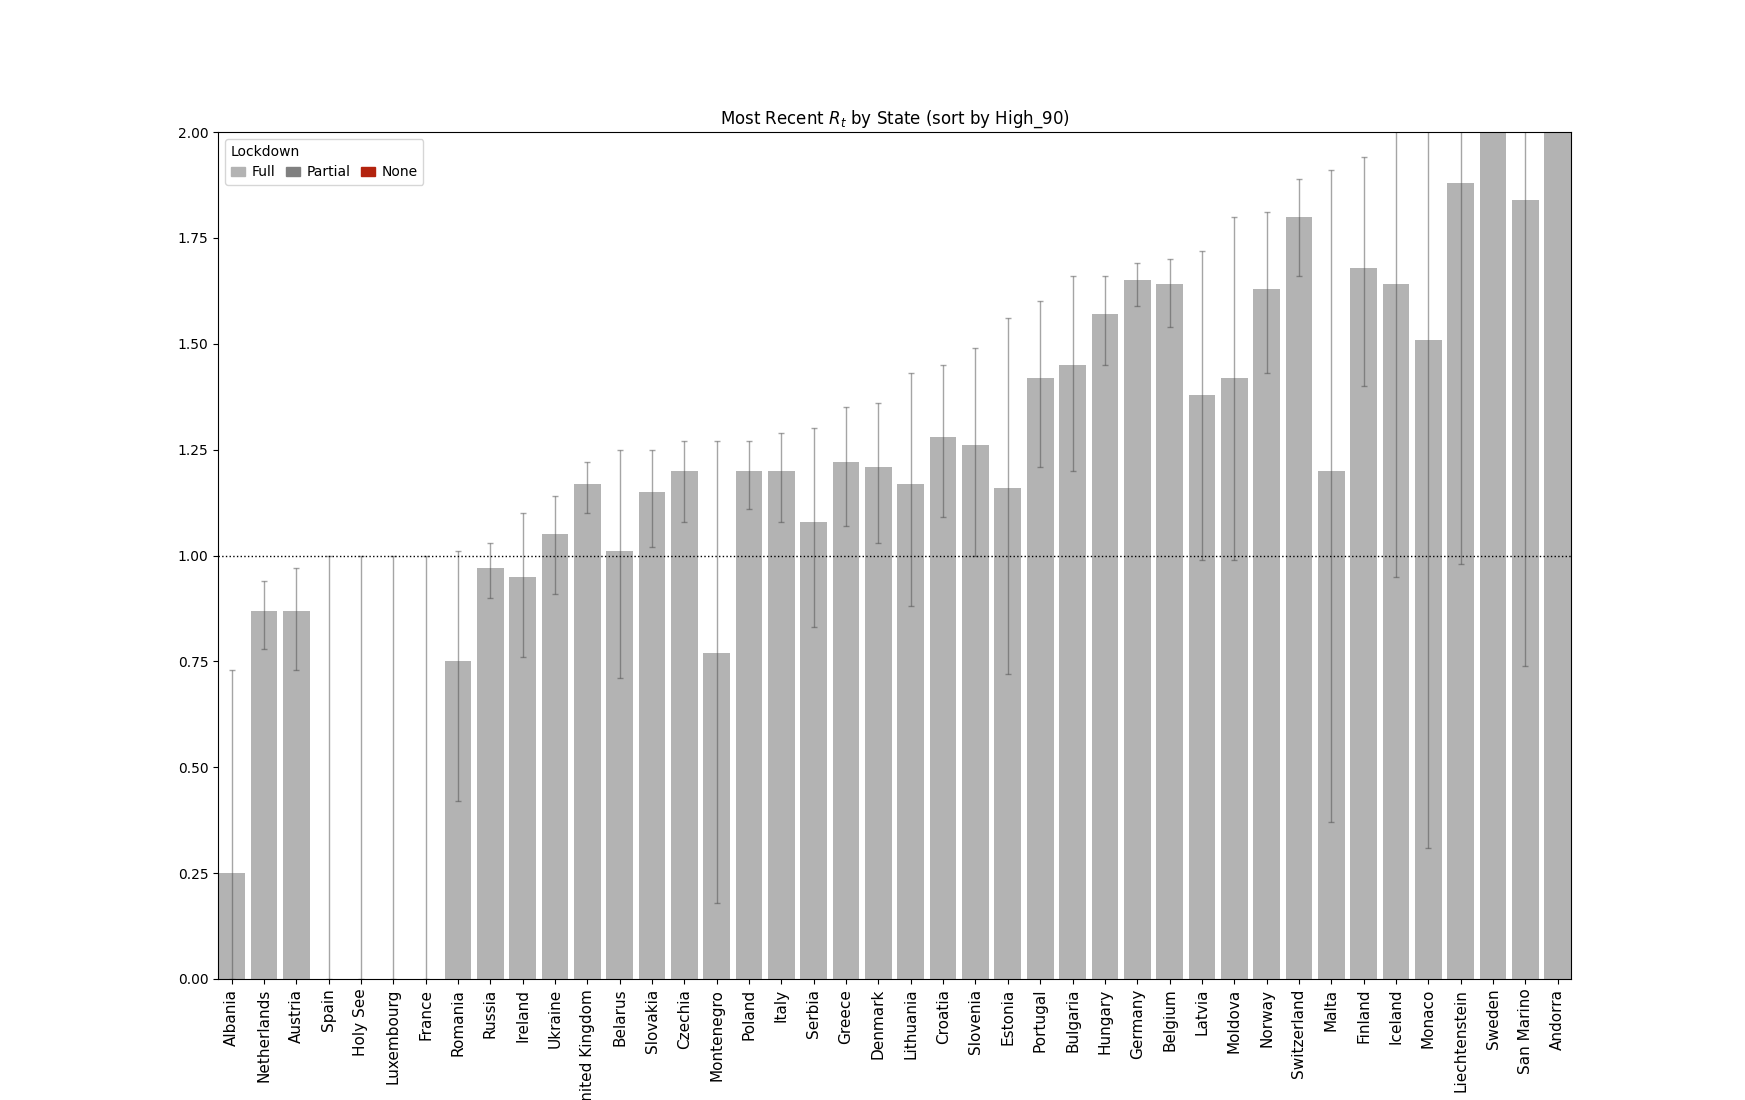 Most Recent R_t by State (sort by High_90)
Lockdown
Full Partial None
2.00
1.75
1.50
1.25
1.00
0.75
0.50
0.25
0.00
Albania
Netherlands
Austria
Spain
Holy See
Luxembourg
France
Romania
Russia
Ireland
Ukraine
nited Kingdom
Belarus
Slovakia
Czechia
Montenegro
Poland
Italy
Serbia
Greece
Denmark
Lithuania
Croatia
Slovenia
Estonia
Portugal
Bulgaria
Hungary
Germany
Belgium
Latvia
Moldova
Norway
Switzerland
Malta
Finland
Iceland
Monaco
Liechtenstein
Sweden
San Marino
Andorra